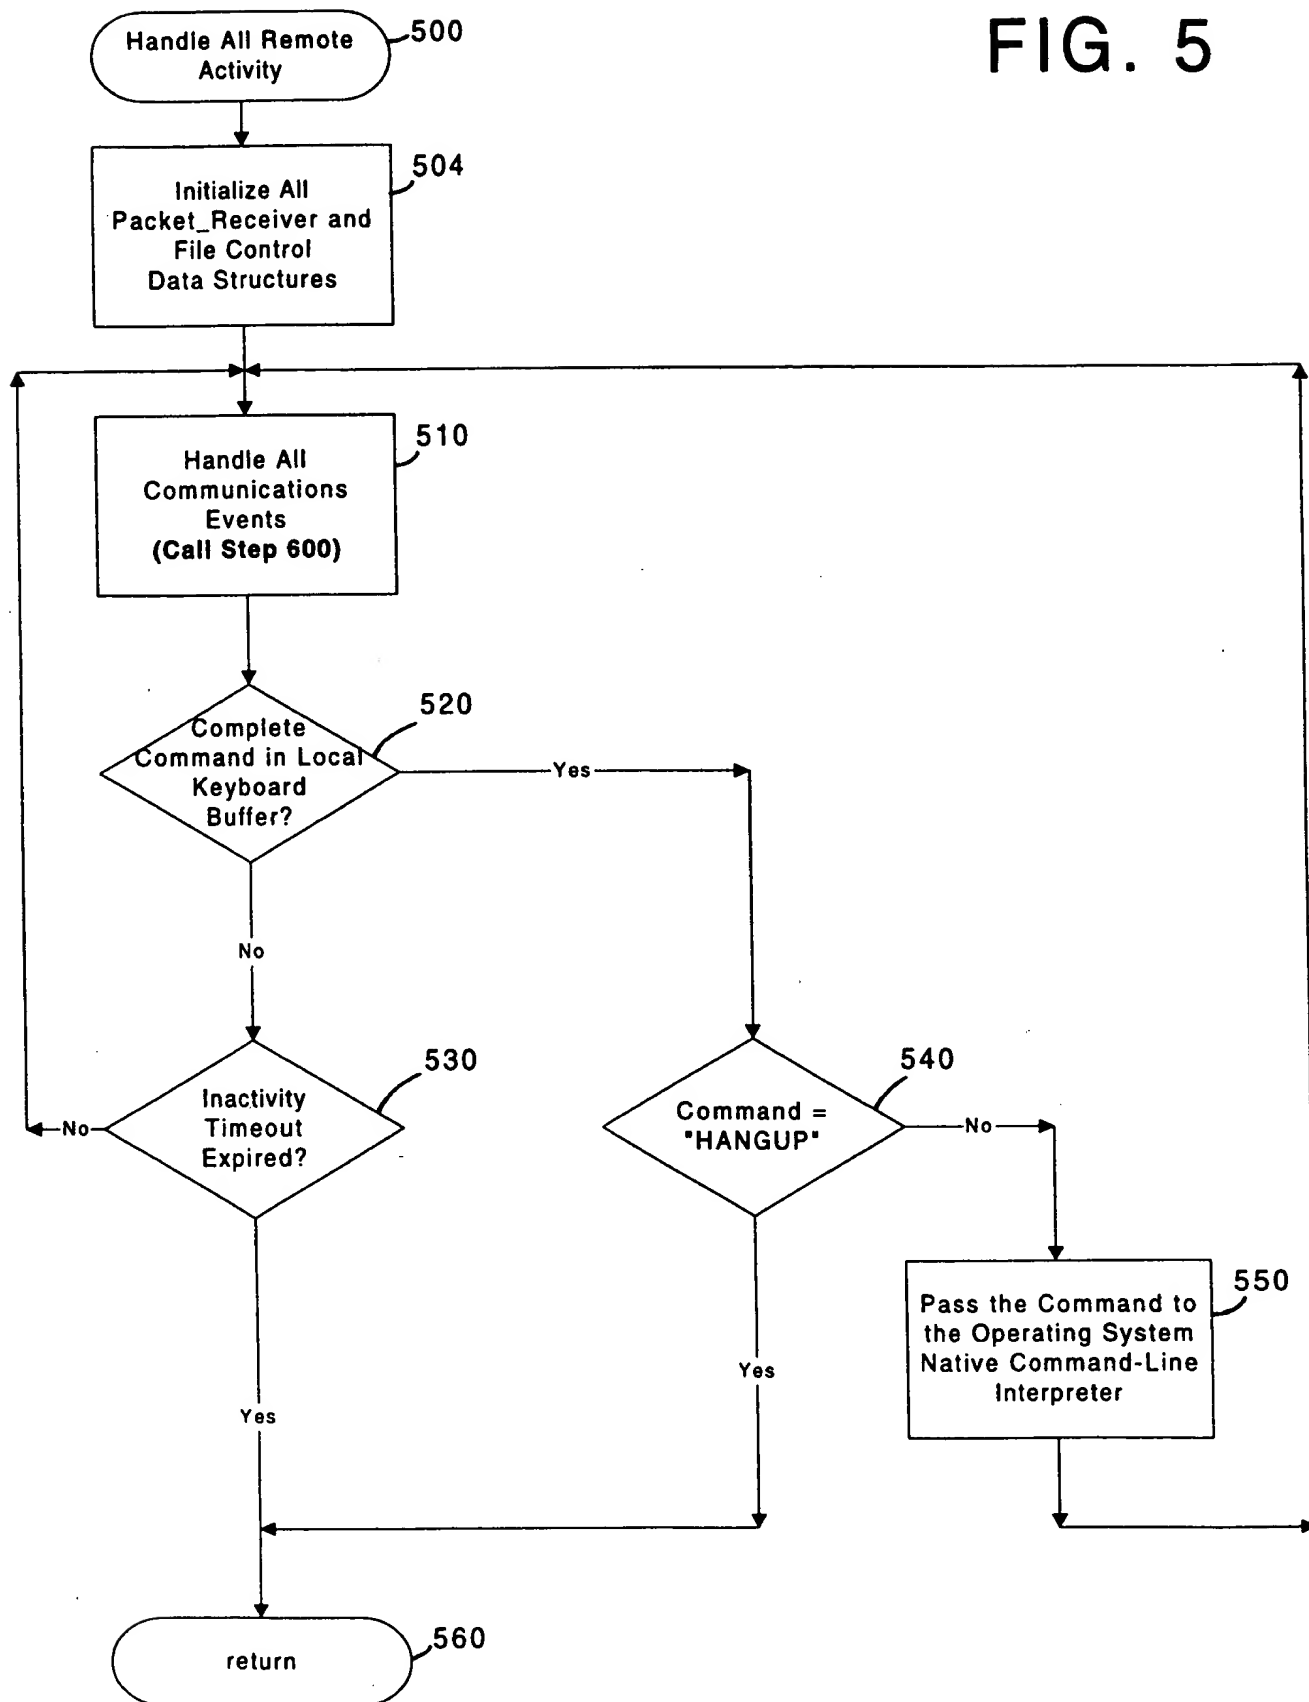 FIG. 5
Handle All Remote
Activity
500
Initialize All
Packet_Receiver and
File Control
Data Structures
504
Handle All
Communications
Events
(Call Step 600)
510
Complete
Command in Local
Keyboard
Buffer?
520
Yes
No
Inactivity
Timeout
Expired?
530
No
Yes
Command =
"HANGUP"
540
No
Yes
Pass the Command to
the Operating System
Native Command-Line
Interpreter
550
return
560